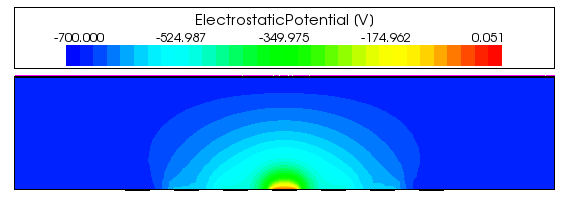 ElectrostaticPotential (V)
-700.000 -524.987 -349.975 -174.962 0.051